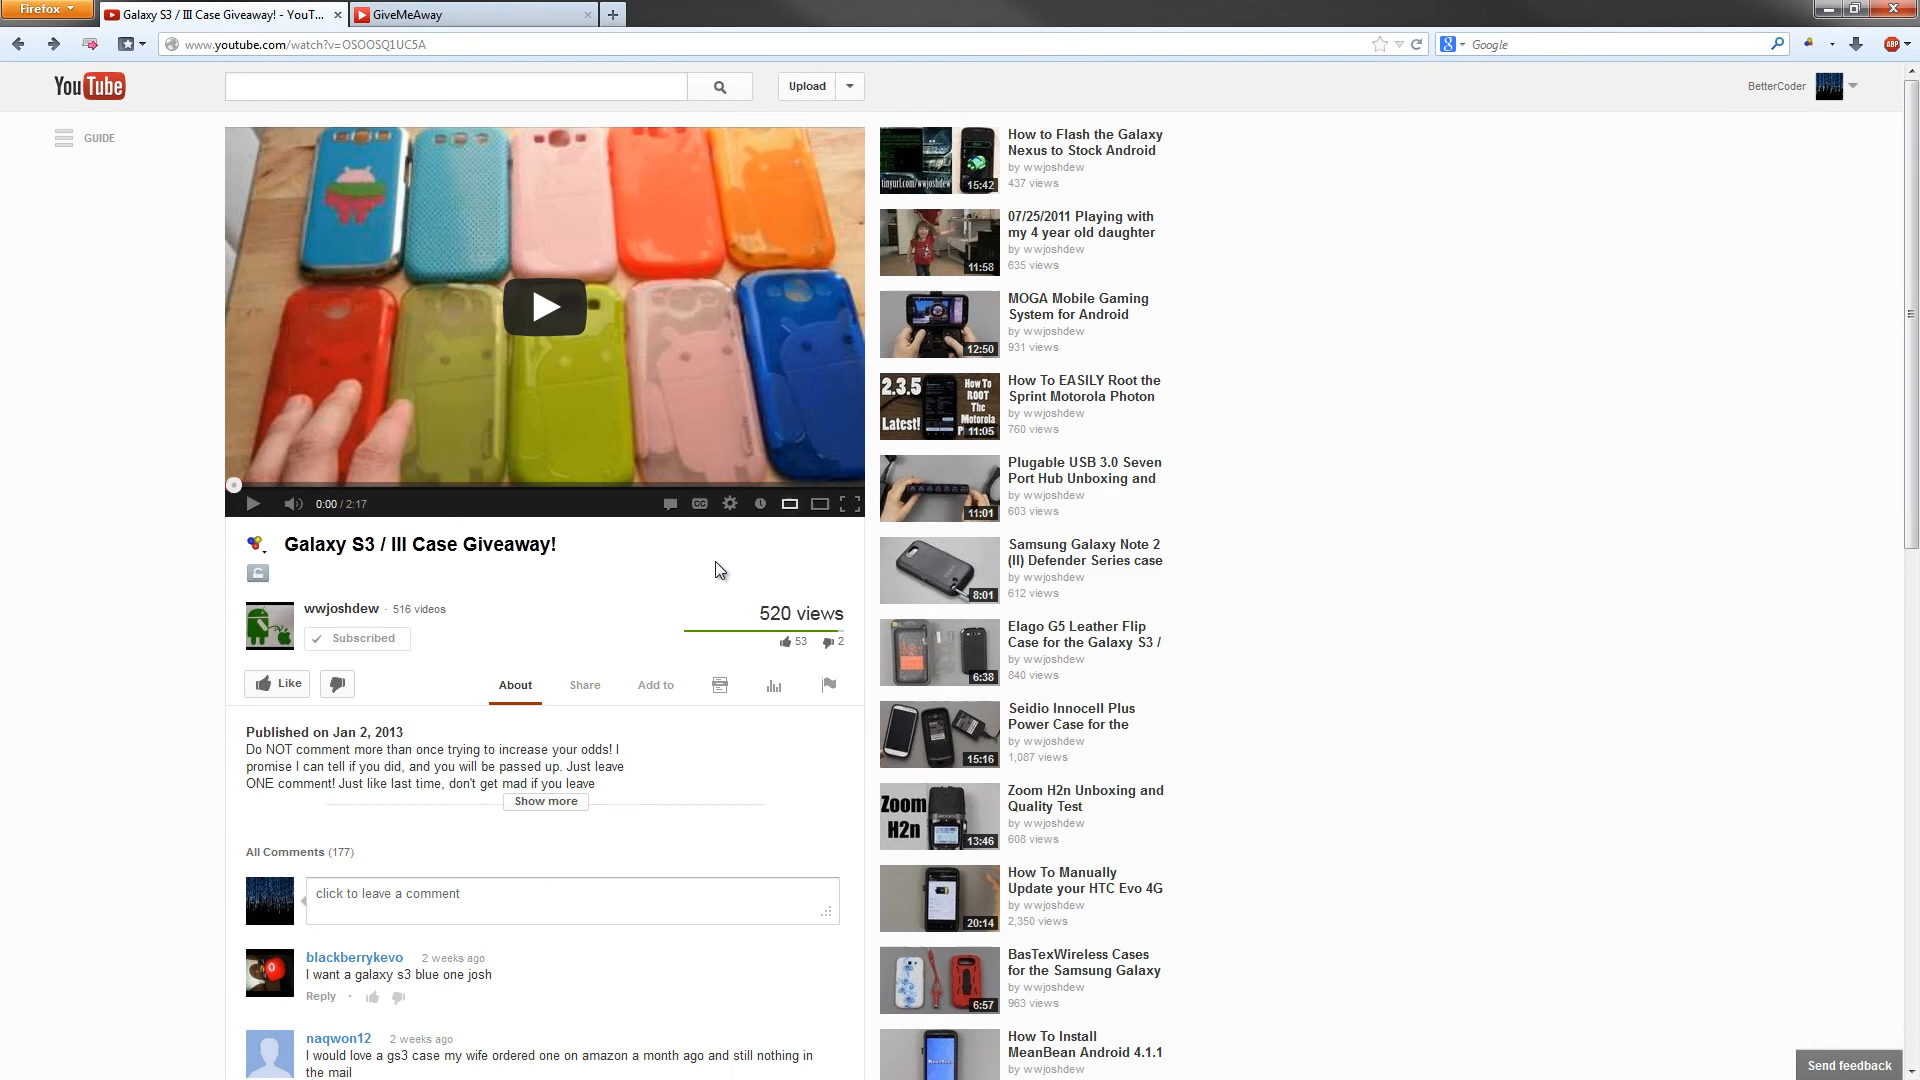 Firefox
Galaxy S3 / III Case Giveaway! - YouT...
GiveMeAway
www.youtube.com/watch?v=OSOOSQ1UC5A
Google
ABP
YouTube
Upload
BetterCoder
GUIDE
0:00 / 2:17
CC
Galaxy S3 / III Case Giveaway!
wwjoshdew · 516 videos
Subscribed
520 views
53
2
Like
About
Share
Add to
Published on Jan 2, 2013
Do NOT comment more than once trying to increase your odds! I
promise I can tell if you did, and you will be passed up. Just leave
ONE comment! Just like last time, don't get mad if you leave
Show more
All Comments (177)
click to leave a comment
blackberrykevo 2 weeks ago
I want a galaxy s3 blue one josh
Reply ·
naqwon12 2 weeks ago
I would love a gs3 case my wife ordered one on amazon a month ago and still nothing in
the mail
tinyurl.com/wwjoshdew
15:42
How to Flash the Galaxy
Nexus to Stock Android
by wwjoshdew
437 views
11:58
07/25/2011 Playing with
my 4 year old daughter
by wwjoshdew
635 views
12:50
MOGA Mobile Gaming
System for Android
by wwjoshdew
931 views
2.3.5
Latest!
How To
ROOT
The
Motorola
11:05
How To EASILY Root the
Sprint Motorola Photon
by wwjoshdew
760 views
11:01
Plugable USB 3.0 Seven
Port Hub Unboxing and
by wwjoshdew
603 views
8:01
Samsung Galaxy Note 2
(II) Defender Series case
by wwjoshdew
612 views
6:38
Elago G5 Leather Flip
Case for the Galaxy S3 /
by wwjoshdew
840 views
15:16
Seidio Innocell Plus
Power Case for the
by wwjoshdew
1,087 views
Zoom
H2n
13:46
Zoom H2n Unboxing and
Quality Test
by wwjoshdew
608 views
20:14
How To Manually
Update your HTC Evo 4G
by wwjoshdew
2,350 views
6:57
BasTexWireless Cases
for the Samsung Galaxy
by wwjoshdew
963 views
How To Install
MeanBean Android 4.1.1
by wwjoshdew
Send feedback